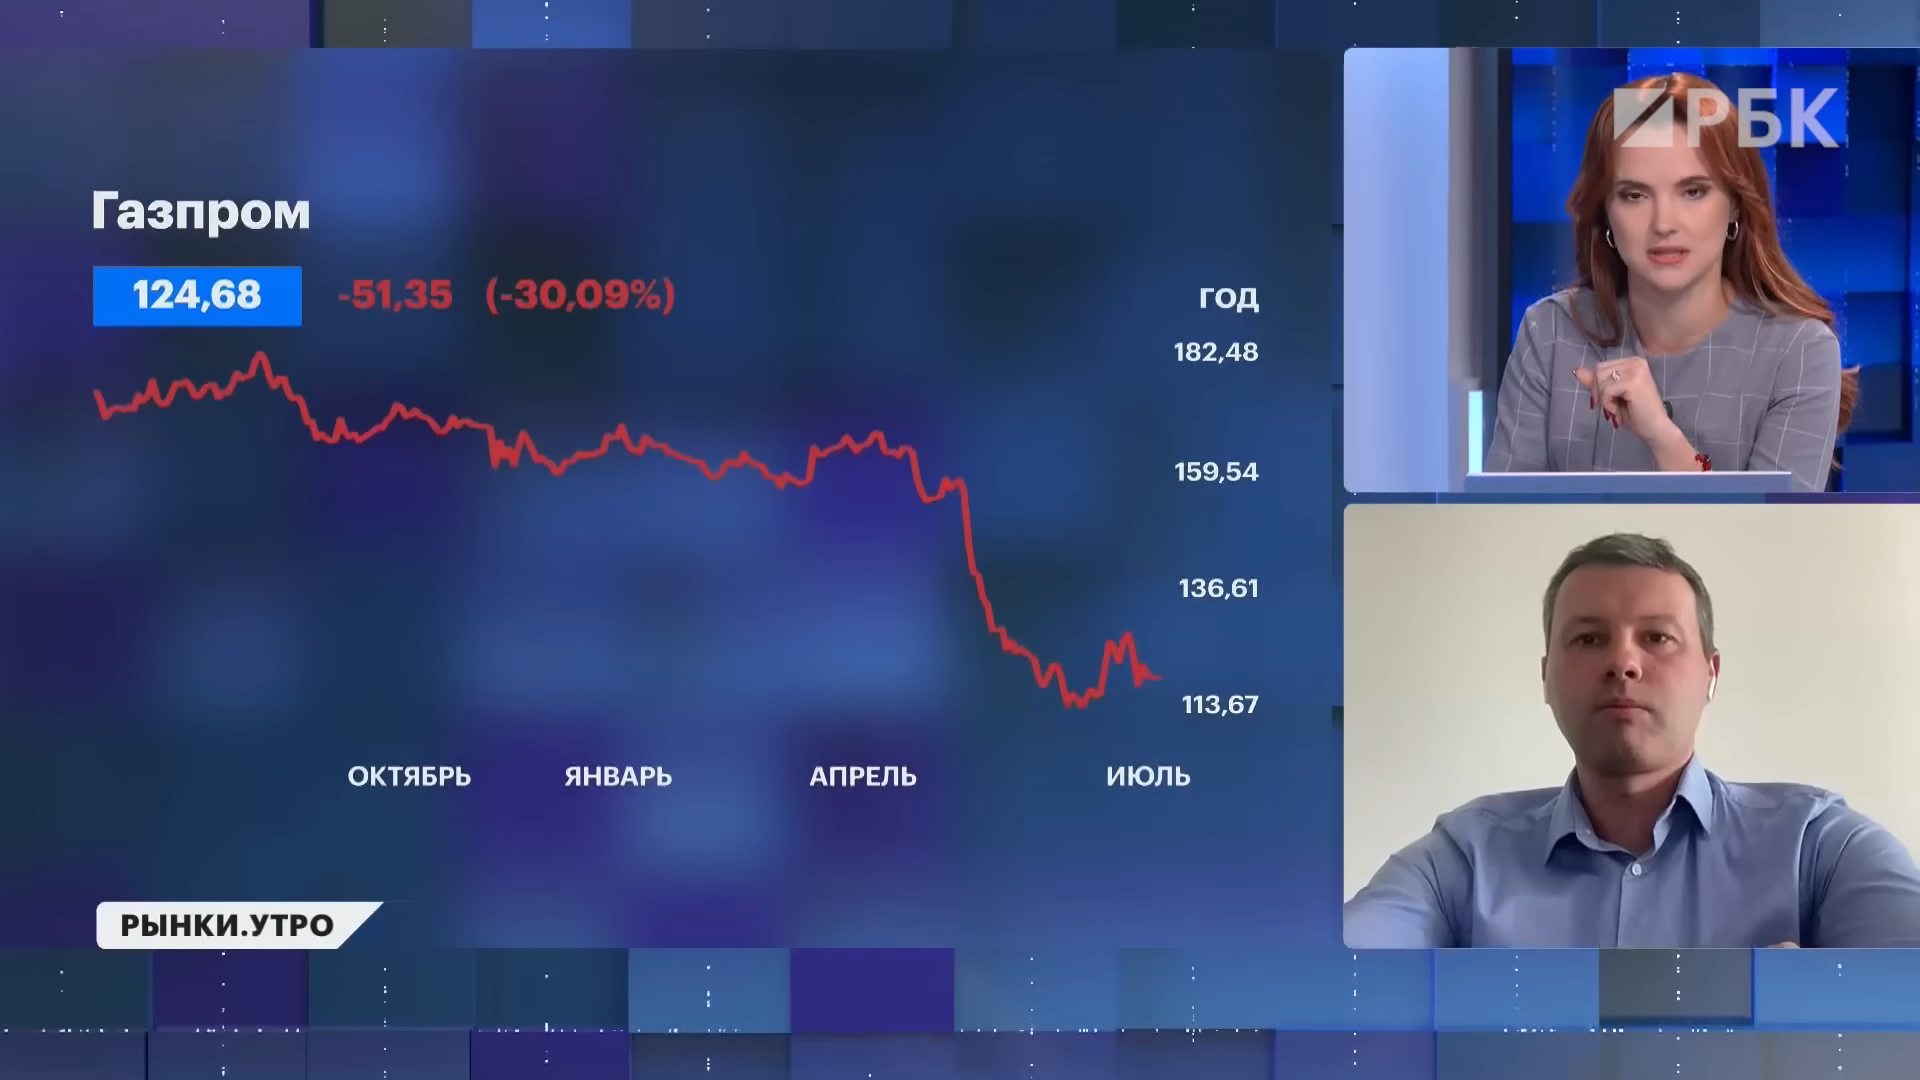 РБК
Газпром
124,68 -51,35 (-30,09%)
ГОД
182,48
159,54
136,61
113,67
ОКТЯБРЬ ЯНВАРЬ АПРЕЛЬ ИЮЛЬ
РЫНКИ.УТРО